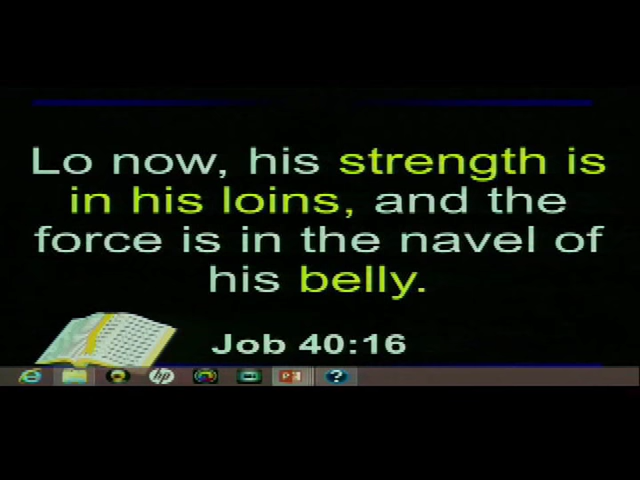 Lo now, his strength is
in his loins, and the
force is in the navel of
his belly.
Job 40:16
hp
?